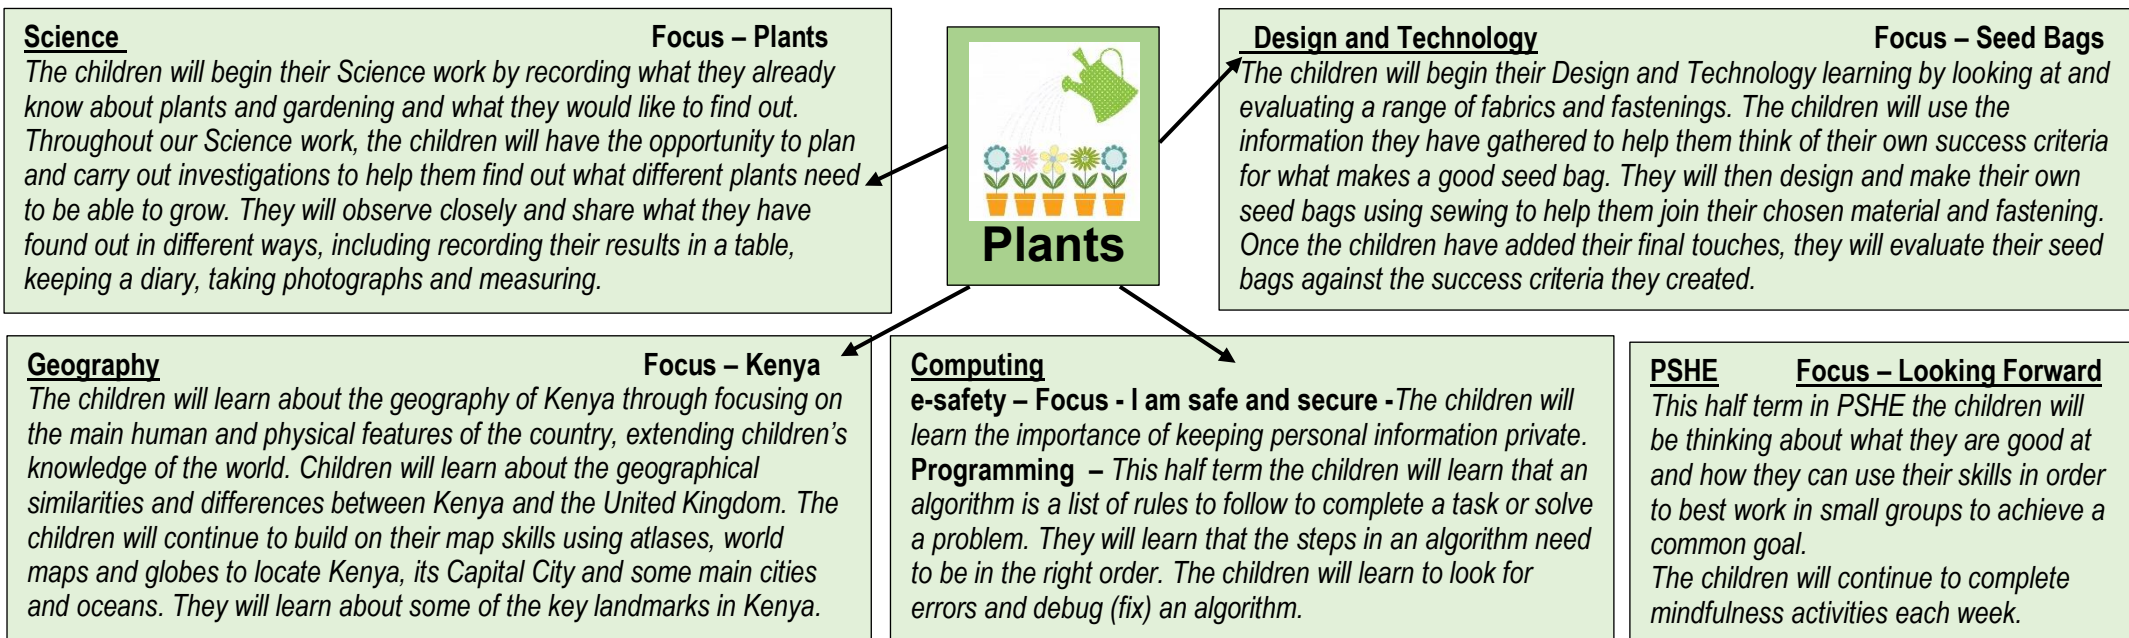 Science Focus – Plants
The children will begin their Science work by recording what they already
know about plants and gardening and what they would like to find out.
Throughout our Science work, the children will have the opportunity to plan
and carry out investigations to help them find out what different plants need
to be able to grow. They will observe closely and share what they have
found out in different ways, including recording their results in a table,
keeping a diary, taking photographs and measuring.
Plants
Design and Technology Focus – Seed Bags
The children will begin their Design and Technology learning by looking at and
evaluating a range of fabrics and fastenings. The children will use the
information they have gathered to help them think of their own success criteria
for what makes a good seed bag. They will then design and make their own
seed bags using sewing to help them join their chosen material and fastening.
Once the children have added their final touches, they will evaluate their seed
bags against the success criteria they created.
Geography Focus – Kenya
The children will learn about the geography of Kenya through focusing on
the main human and physical features of the country, extending children’s
knowledge of the world. Children will learn about the geographical
similarities and differences between Kenya and the United Kingdom. The
children will continue to build on their map skills using atlases, world
maps and globes to locate Kenya, its Capital City and some main cities
and oceans. They will learn about some of the key landmarks in Kenya.
Computing
e-safety – Focus - I am safe and secure -The children will
learn the importance of keeping personal information private.
Programming – This half term the children will learn that an
algorithm is a list of rules to follow to complete a task or solve
a problem. They will learn that the steps in an algorithm need
to be in the right order. The children will learn to look for
errors and debug (fix) an algorithm.
PSHE Focus – Looking Forward
This half term in PSHE the children will
be thinking about what they are good at
and how they can use their skills in order
to best work in small groups to achieve a
common goal.
The children will continue to complete
mindfulness activities each week.